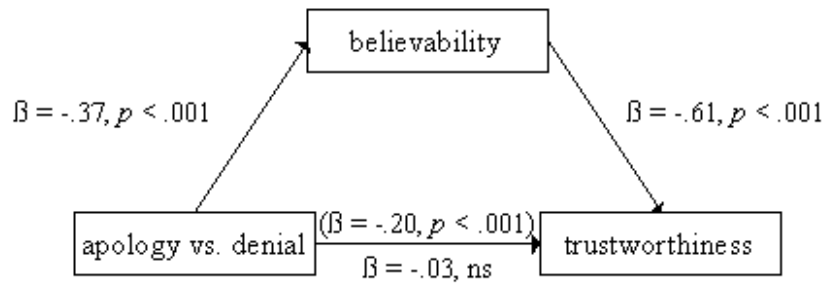 believability
ß = -.37, p < .001
ß = -.61, p < .001
apology vs. denial
(ß = -.20, p < .001)
ß = -.03, ns
trustworthiness